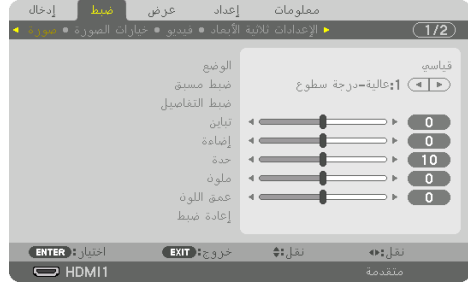 إدخال ضبط عرض إعداد معلومات
صورة • خيارات الصورة • فيديو • الإعدادات ثلاثية الأبعاد 1/2
الوضع قياسي
ضبط مسبق 1:عالية-درجة سطوع
ضبط التفاصيل
تباين 0
إضاءة 0
حدة 10
ملون 0
عمق اللون 0
إعادة ضبط
ENTER:اختيار EXIT:خروج نقل: نقل:
HDMI1 متقدمة